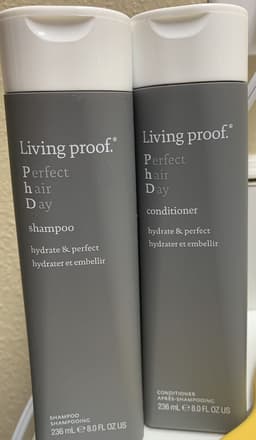 Living proof.®
Perfect
hair
Day
shampoo
hydrate & perfect
hydrater et embellir
SHAMPOO
SHAMPOOING
236 mL ℮ 8.0 FL OZ US
Living proof.®
Perfect
hair
Day
conditioner
hydrate & perfect
hydrater et embellir
CONDITIONER
APRÈS-SHAMPOOING
236 mL ℮ 8.0 FL OZ US